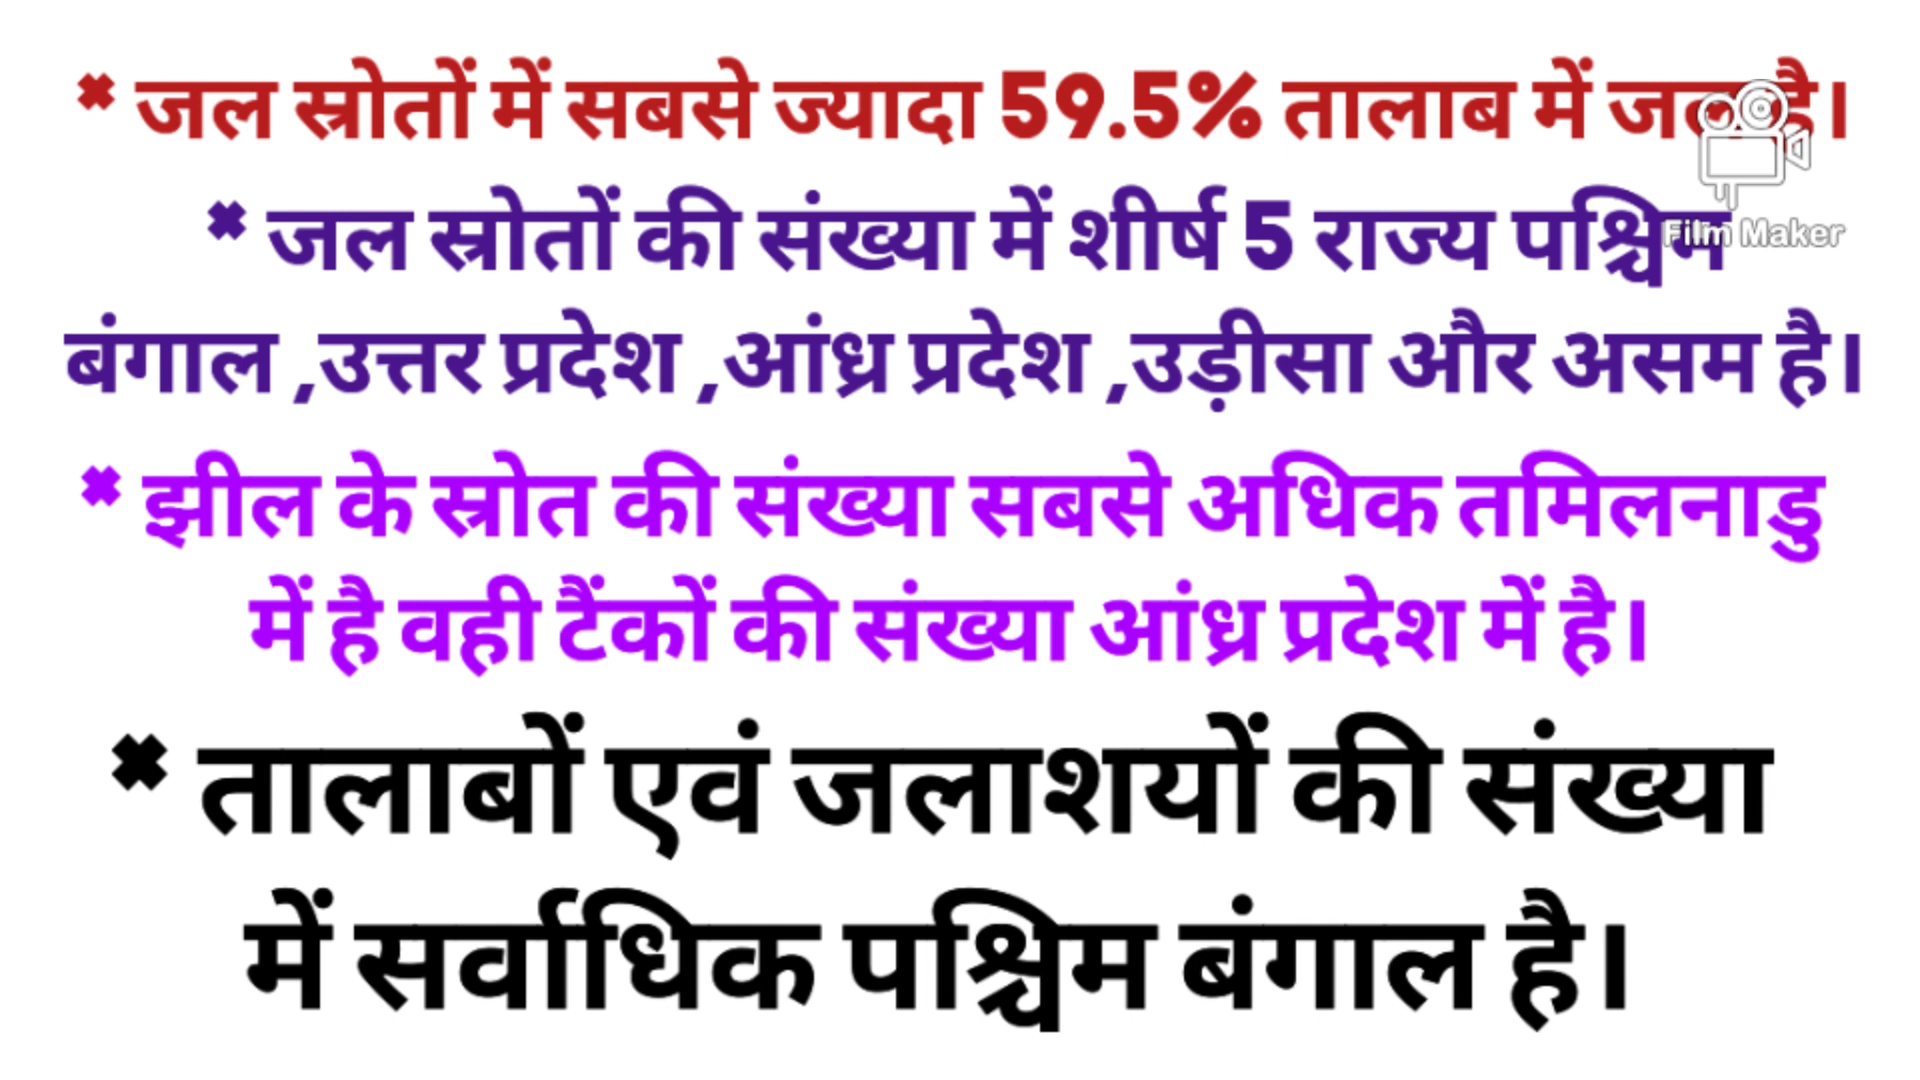 * जल स्रोतों में सबसे ज्यादा 59.5% तालाब में जल है।
* जल स्रोतों की संख्या में शीर्ष 5 राज्य पश्चिम
बंगाल ,उत्तर प्रदेश ,आंध्र प्रदेश ,उड़ीसा और असम है।
* झील के स्रोत की संख्या सबसे अधिक तमिलनाडु
में है वही टैंकों की संख्या आंध्र प्रदेश में है।
* तालाबों एवं जलाशयों की संख्या
में सर्वाधिक पश्चिम बंगाल है।
Film Maker